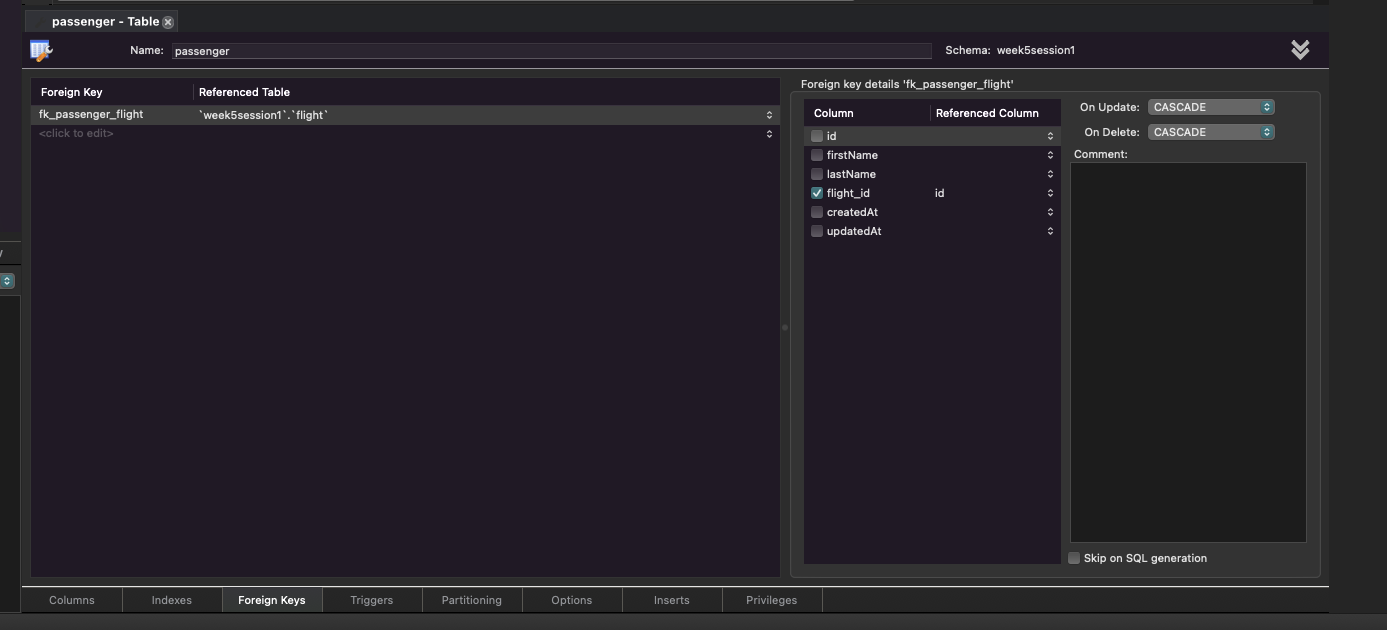 passenger - Table
Name: passenger Schema: week5session1
Foreign Key Referenced Table
fk_passenger_flight `week5session1`.`flight`
<click to edit>
Foreign key details 'fk_passenger_flight'
Column Referenced Column
id
firstName
lastName
flight_id id
createdAt
updatedAt
On Update: CASCADE
On Delete: CASCADE
Comment:
Skip on SQL generation
Columns Indexes Foreign Keys Triggers Partitioning Options Inserts Privileges